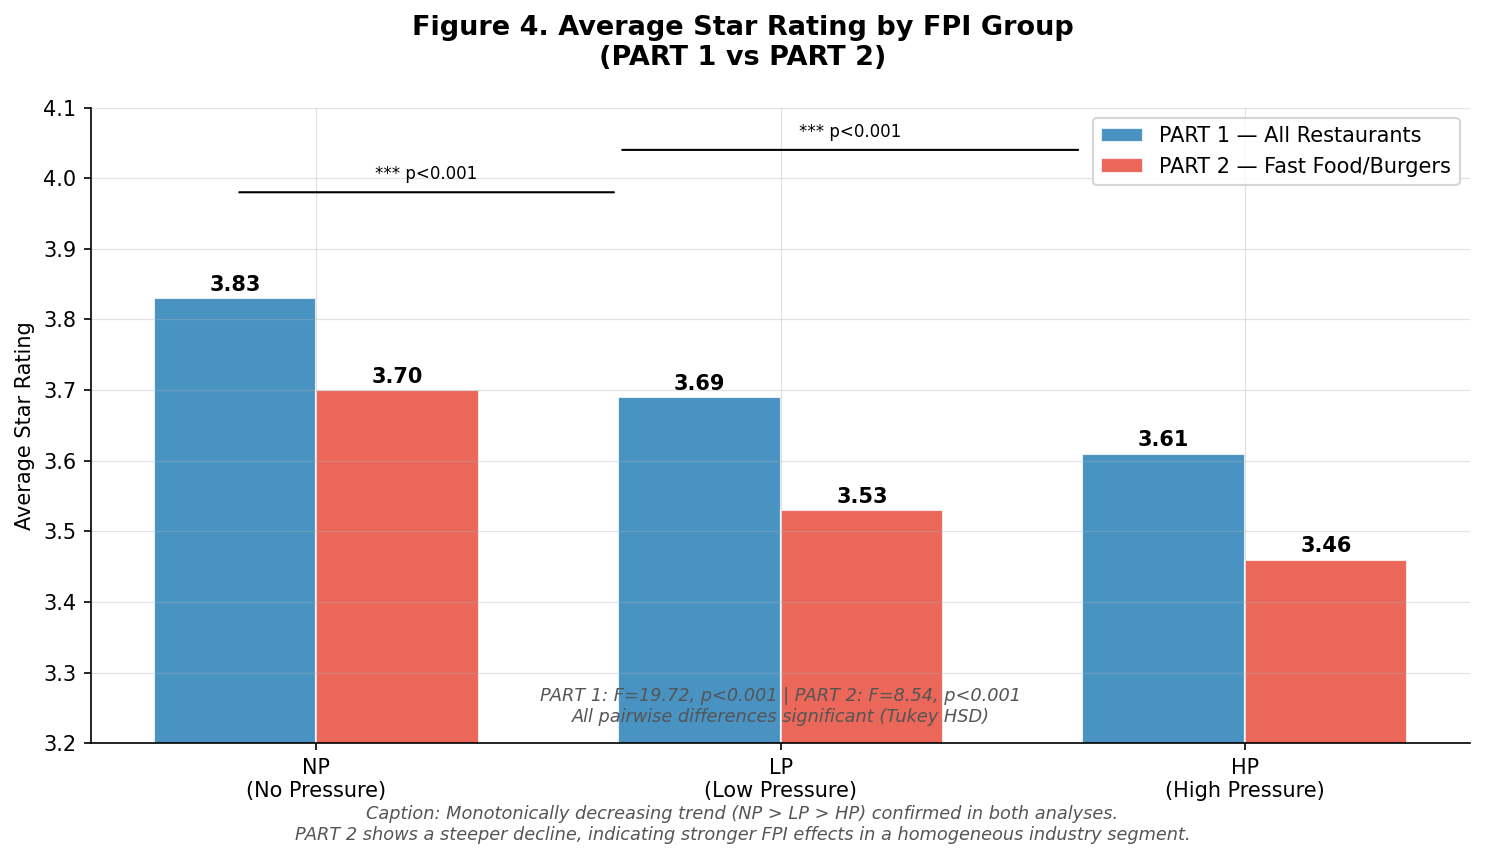 Figure 4. Average Star Rating by FPI Group
(PART 1 vs PART 2)
PART 1 — All Restaurants
PART 2 — Fast Food/Burgers
*** p<0.001
*** p<0.001
Average Star Rating
4.1
4.0
3.9
3.8
3.7
3.6
3.5
3.4
3.3
3.2
3.83
3.70
3.69
3.53
3.61
3.46
PART 1: F=19.72, p<0.001 | PART 2: F=8.54, p<0.001
All pairwise differences significant (Tukey HSD)
NP
(No Pressure)
LP
(Low Pressure)
HP
(High Pressure)
Caption: Monotonically decreasing trend (NP > LP > HP) confirmed in both analyses.
PART 2 shows a steeper decline, indicating stronger FPI effects in a homogeneous industry segment.